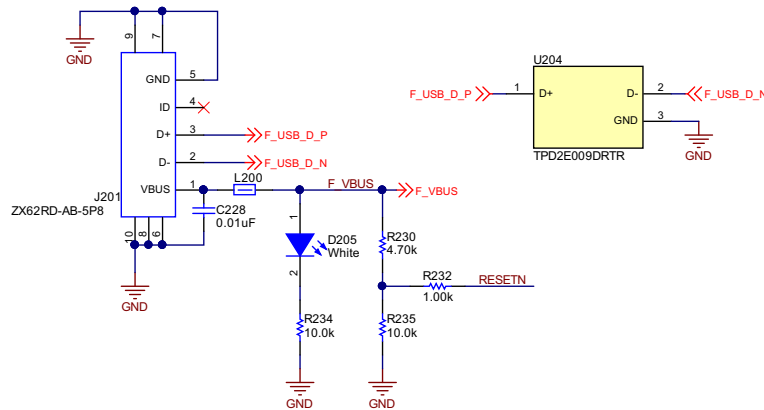 9
7
GND
GND
5
ID
4
D+
3
F_USB_D_P
D-
2
F_USB_D_N
VBUS
1
J201
ZX62RD-AB-5P8
10
8
6
GND
L200
C228
0.01uF
F_VBUS
F_VBUS
1
D205
White
2
R234
10.0k
GND
R230
4.70k
R232
1.00k
RESETN
R235
10.0k
GND
U204
F_USB_D_P
1
D+
D-
2
F_USB_D_N
GND
3
TPD2E009DRTR
GND